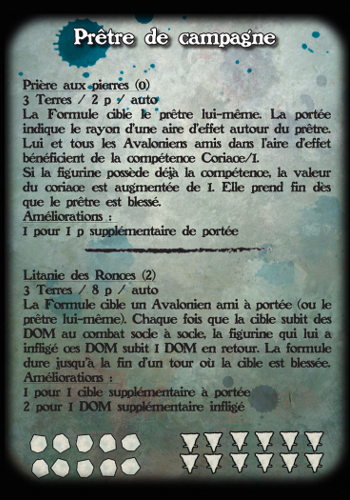 Prêtre de campagne
Prière aux pierres (0)
3 Terres / 2 p / auto
La Formule cible le prêtre lui-même. La portée
indique le rayon d'une aire d'effet autour du prêtre.
Lui et tous les Avaloniens amis dans l'aire d'effet
bénéficient de la compétence Coriace/1.
Si la figurine possède déjà la compétence, la valeur
du coriace est augmentée de 1. Elle prend fin dès
que le prêtre est blessé.
Améliorations :
1 pour 1 p supplémentaire de portée
Litanie des Ronces (2)
3 Terres / 8 p / auto
La Formule cible un Avalonien ami à portée (ou le
prêtre lui-même). Chaque fois que la cible subit des
DOM au combat socle à socle, la figurine qui lui a
infligé ces DOM subit 1 DOM en retour. La formule
dure jusqu'à la fin d'un tour où la cible est blessée.
Améliorations :
1 pour 1 cible supplémentaire à portée
2 pour 1 DOM supplémentaire infligé